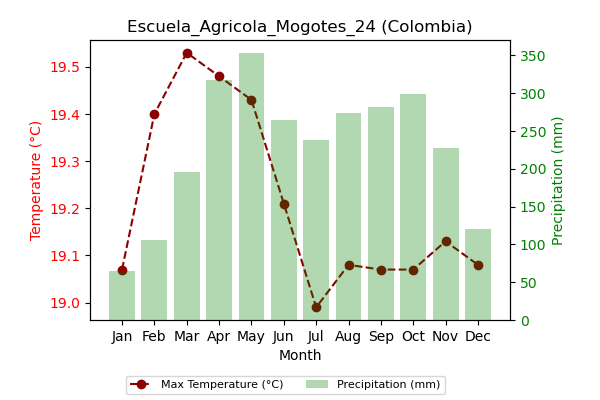 Escuela_Agricola_Mogotes_24 (Colombia)
19.5
19.4
19.3
19.2
19.1
19.0
Temperature (°C)
350
300
250
200
150
100
50
0
Precipitation (mm)
Jan Feb Mar Apr May Jun Jul Aug Sep Oct Nov Dec
Month
Max Temperature (°C) Precipitation (mm)